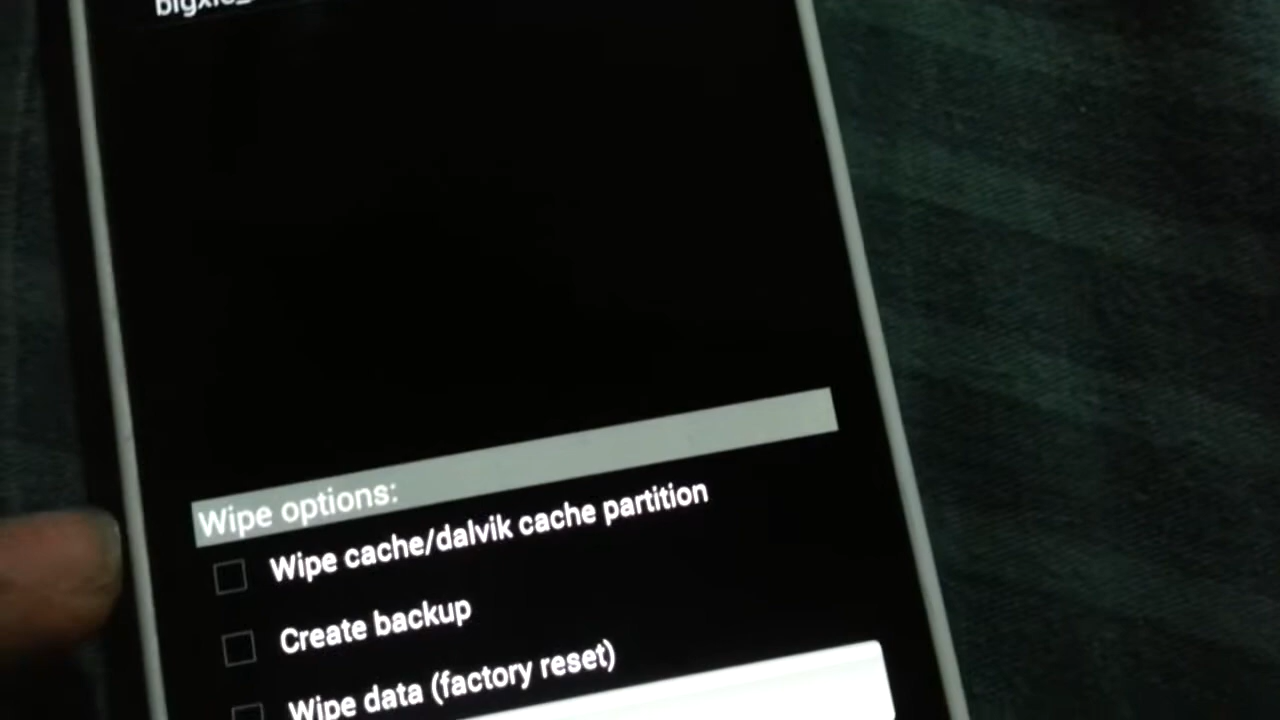 Wipe options:
Wipe cache/dalvik cache partition
Create backup
Wipe data (factory reset)